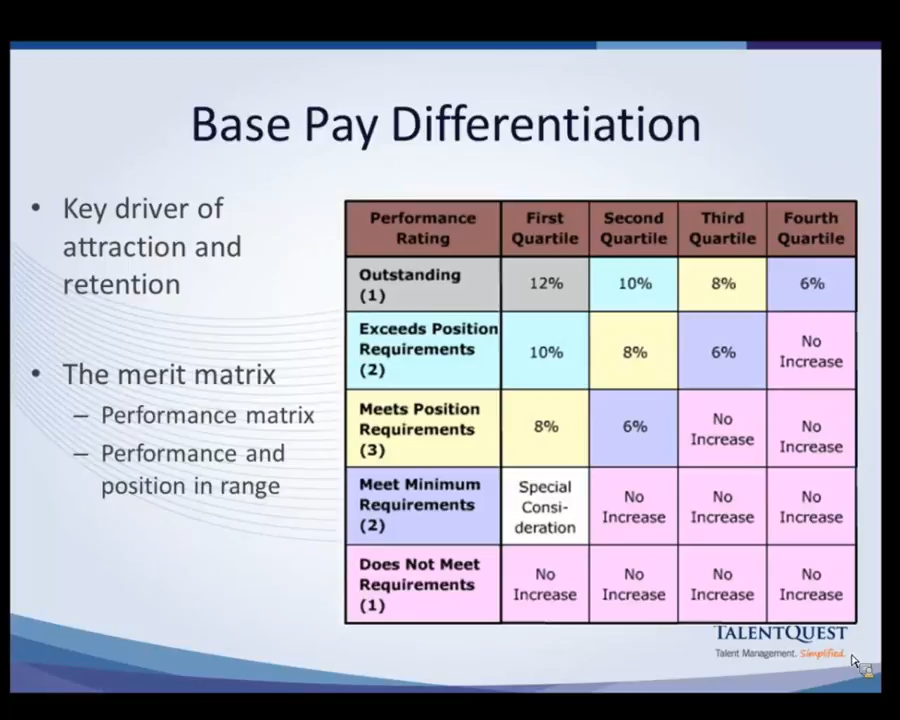 Base Pay Differentiation
• Key driver of
attraction and
retention
• The merit matrix
– Performance matrix
– Performance and
position in range
Performance Rating First Quartile Second Quartile Third Quartile Fourth Quartile
Outstanding (1) 12% 10% 8% 6%
Exceeds Position Requirements (2) 10% 8% 6% No Increase
Meets Position Requirements (3) 8% 6% No Increase No Increase
Meet Minimum Requirements (2) Special Consi-deration No Increase No Increase No Increase
Does Not Meet Requirements (1) No Increase No Increase No Increase No Increase
TALENTQUEST
Talent Management. Simplified.